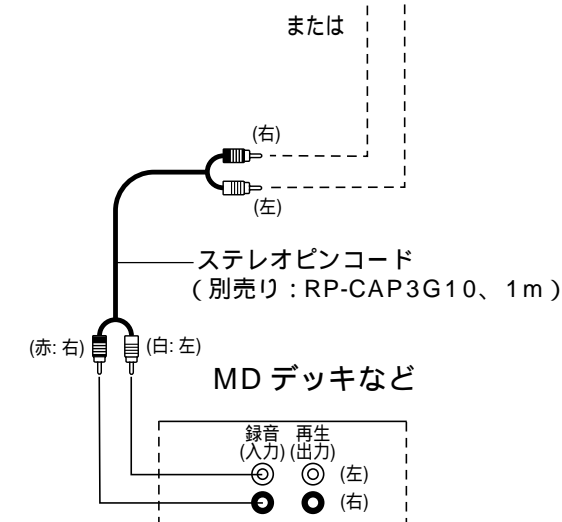 または
(右)
(左)
ステレオピンコード
(別売り:RP-CAP3G10、1m)
(赤: 右) (白: 左)
MD デッキなど
録音 再生
(入力) (出力)
(左)
(右)